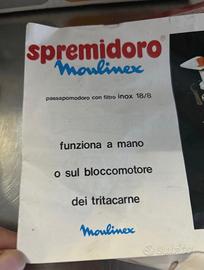 spremidoro®
Moulinex
passapomodoro con filtro inox 18/8
funziona a mano
o sul bloccomotore
dei tritacarne
Moulinex